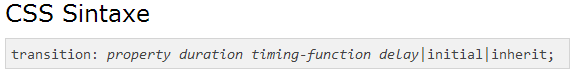 CSS Sintaxe
transition: property duration timing-function delay|initial|inherit;